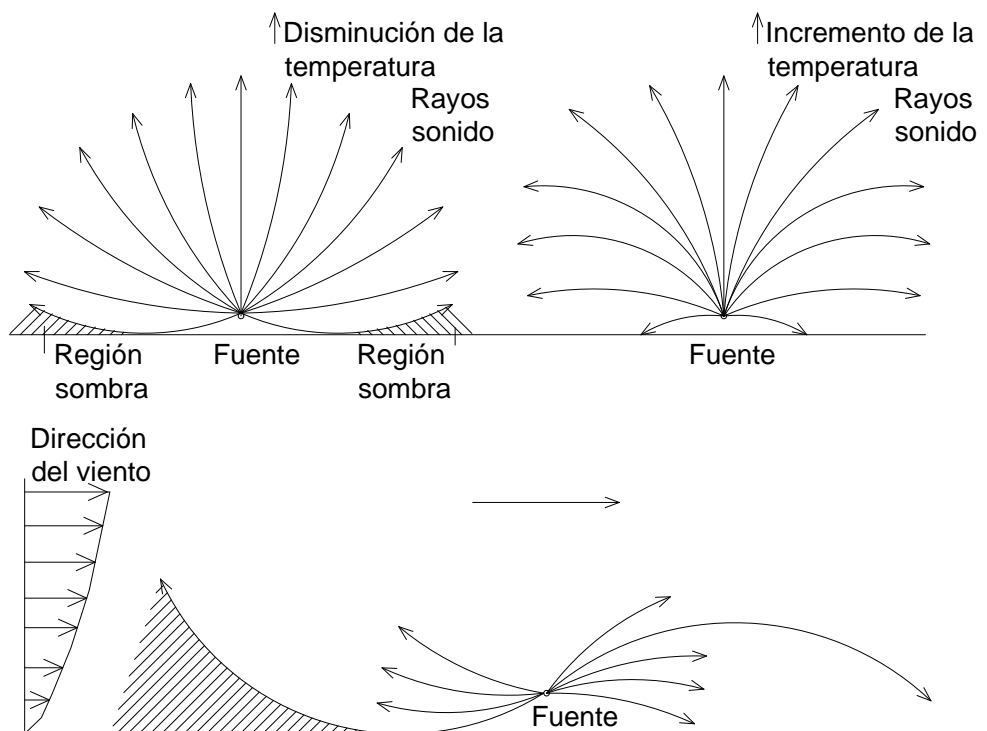 Disminución de la
temperatura
Rayos
sonido
Incremento de la
temperatura
Rayos
sonido
Región
sombra
Fuente
Región
sombra
Fuente
Dirección
del viento
Fuente